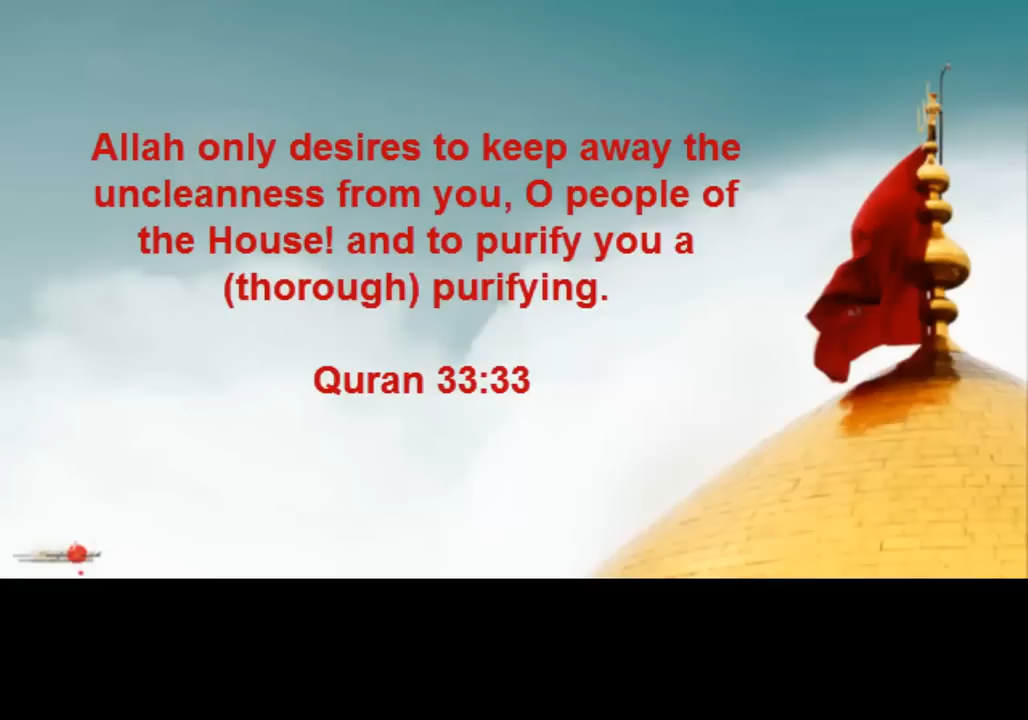 Allah only desires to keep away the
uncleanness from you, O people of
the House! and to purify you a
(thorough) purifying.
Quran 33:33